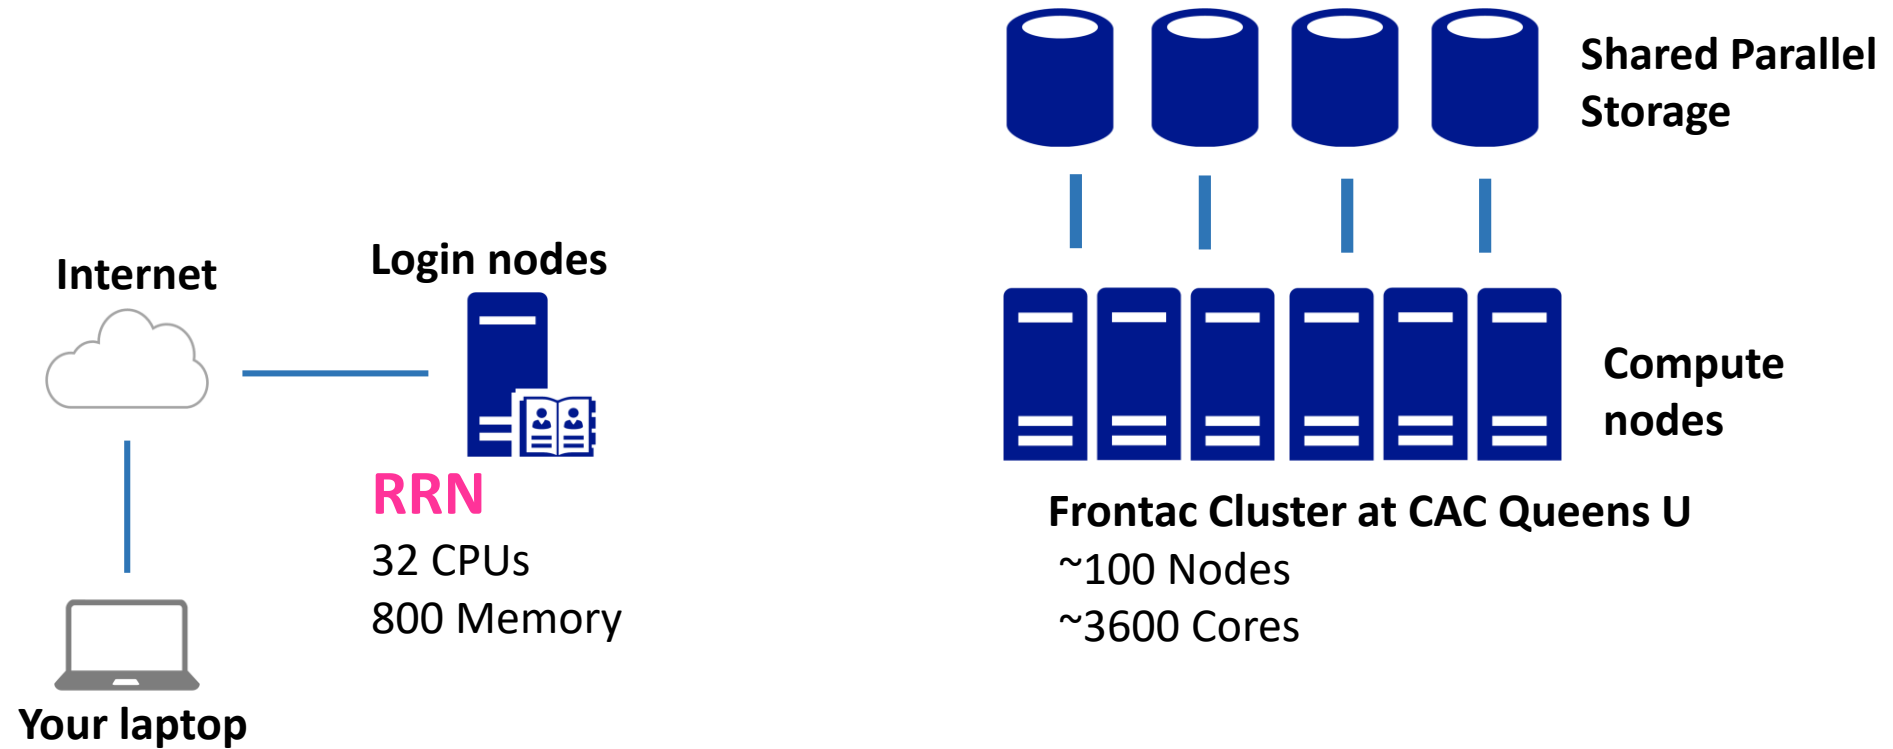 Shared Parallel
Storage
Internet
Login nodes
Compute
nodes
RRN
32 CPUs
800 Memory
Frontac Cluster at CAC Queens U
~100 Nodes
~3600 Cores
Your laptop